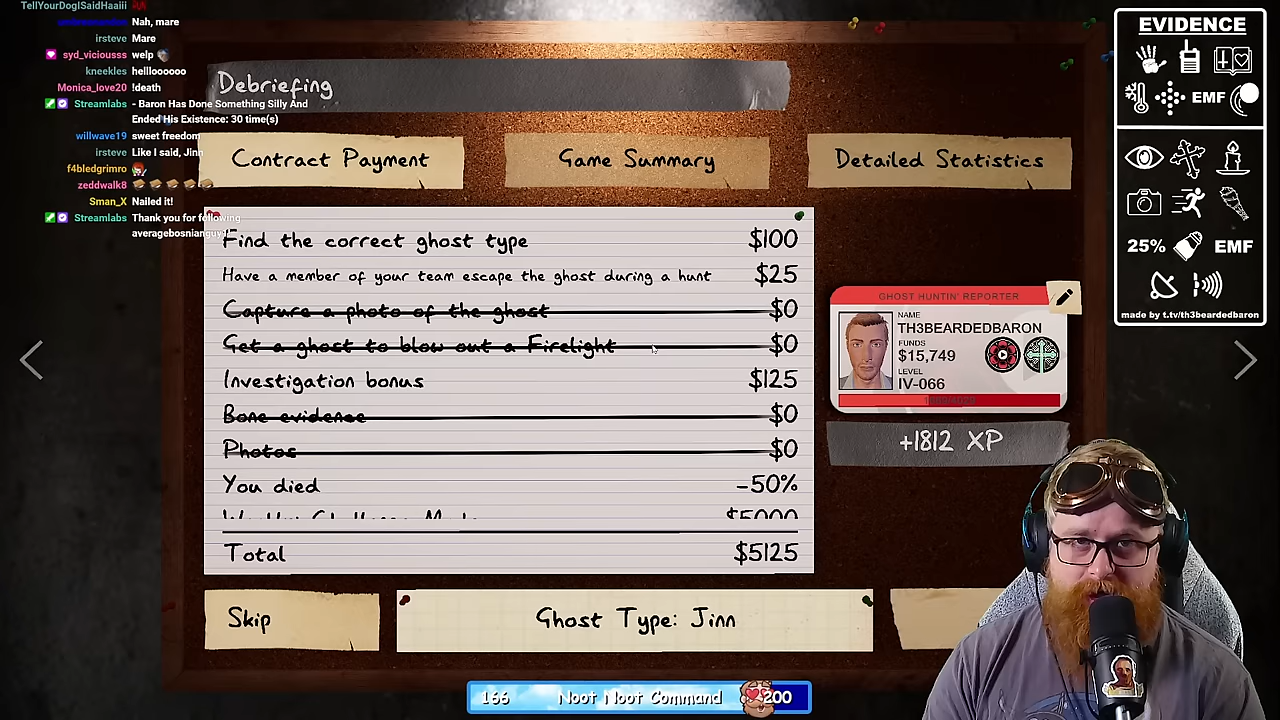 TellYourDogISaidHaaiii
Nah, mare
irsteve Mare
syd_viciousss welp
kneekles hellloooooo
Monica_love20 !death
Streamlabs - Baron Has Done Something Silly And
Ended His Existence: 30 time(s)
willwave19 sweet freedom
irsteve Like I said, Jinn
f4bledgrimro
zeddwalk8
Sman_X Nailed it!
Streamlabs Thank you for following
averagebosnianguy
Debriefing
Contract Payment
Game Summary
Detailed Statistics
Find the correct ghost type $100
Have a member of your team escape the ghost during a hunt $25
Capture a photo of the ghost $0
Get a ghost to blow out a Firelight $0
Investigation bonus $125
Bone evidence $0
Photos $0
You died -50%
Weekly Challenge Mode $5000
Total $5125
Skip
Ghost Type: Jinn
GHOST HUNTIN' REPORTER
NAME
TH3BEARDEDBARON
FUNDS
$15,749
LEVEL
IV-066
+1812 XP
EVIDENCE
EMF
25% EMF
made by t.tv/th3beardedbaron
166 Noot Noot Command 200